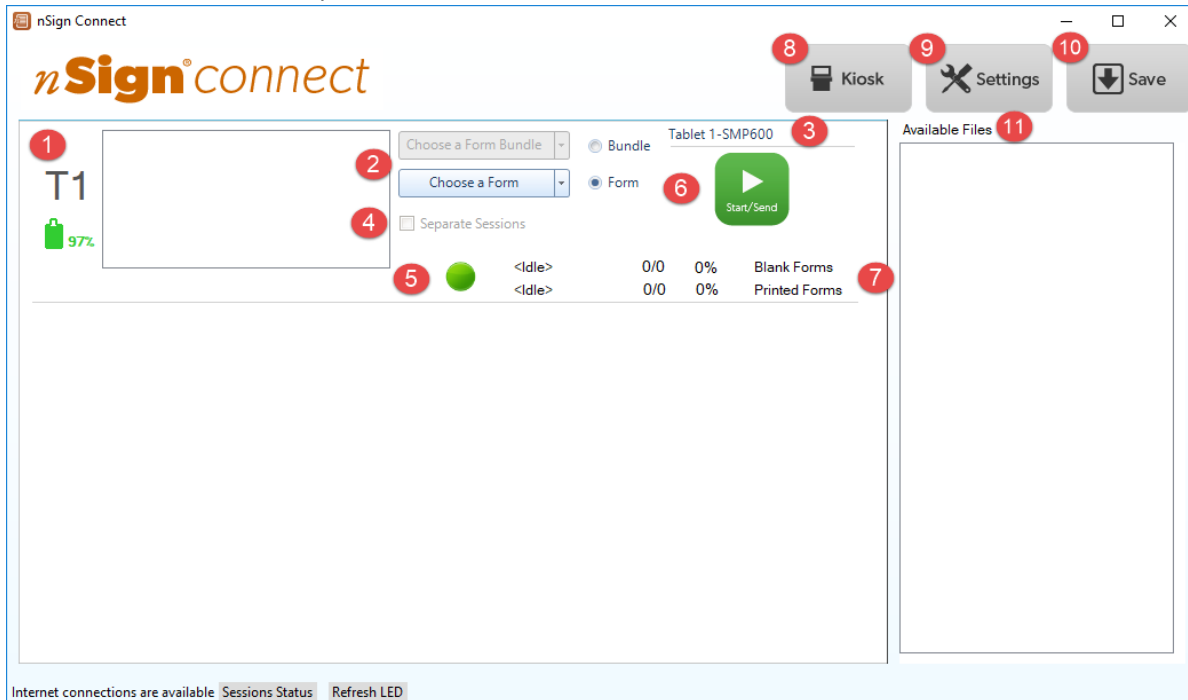 nSign Connect
nSign® connect
8
9
10
Kiosk
Settings
Save
1
Choose a Form Bundle
Bundle
Tablet 1-SMP600
3
Available Files
11
2
T1
Choose a Form
Form
6
Start/Send
97%
4
Separate Sessions
5
<Idle> 0/0 0% Blank Forms
7
<Idle> 0/0 0% Printed Forms
Internet connections are available Sessions Status Refresh LED